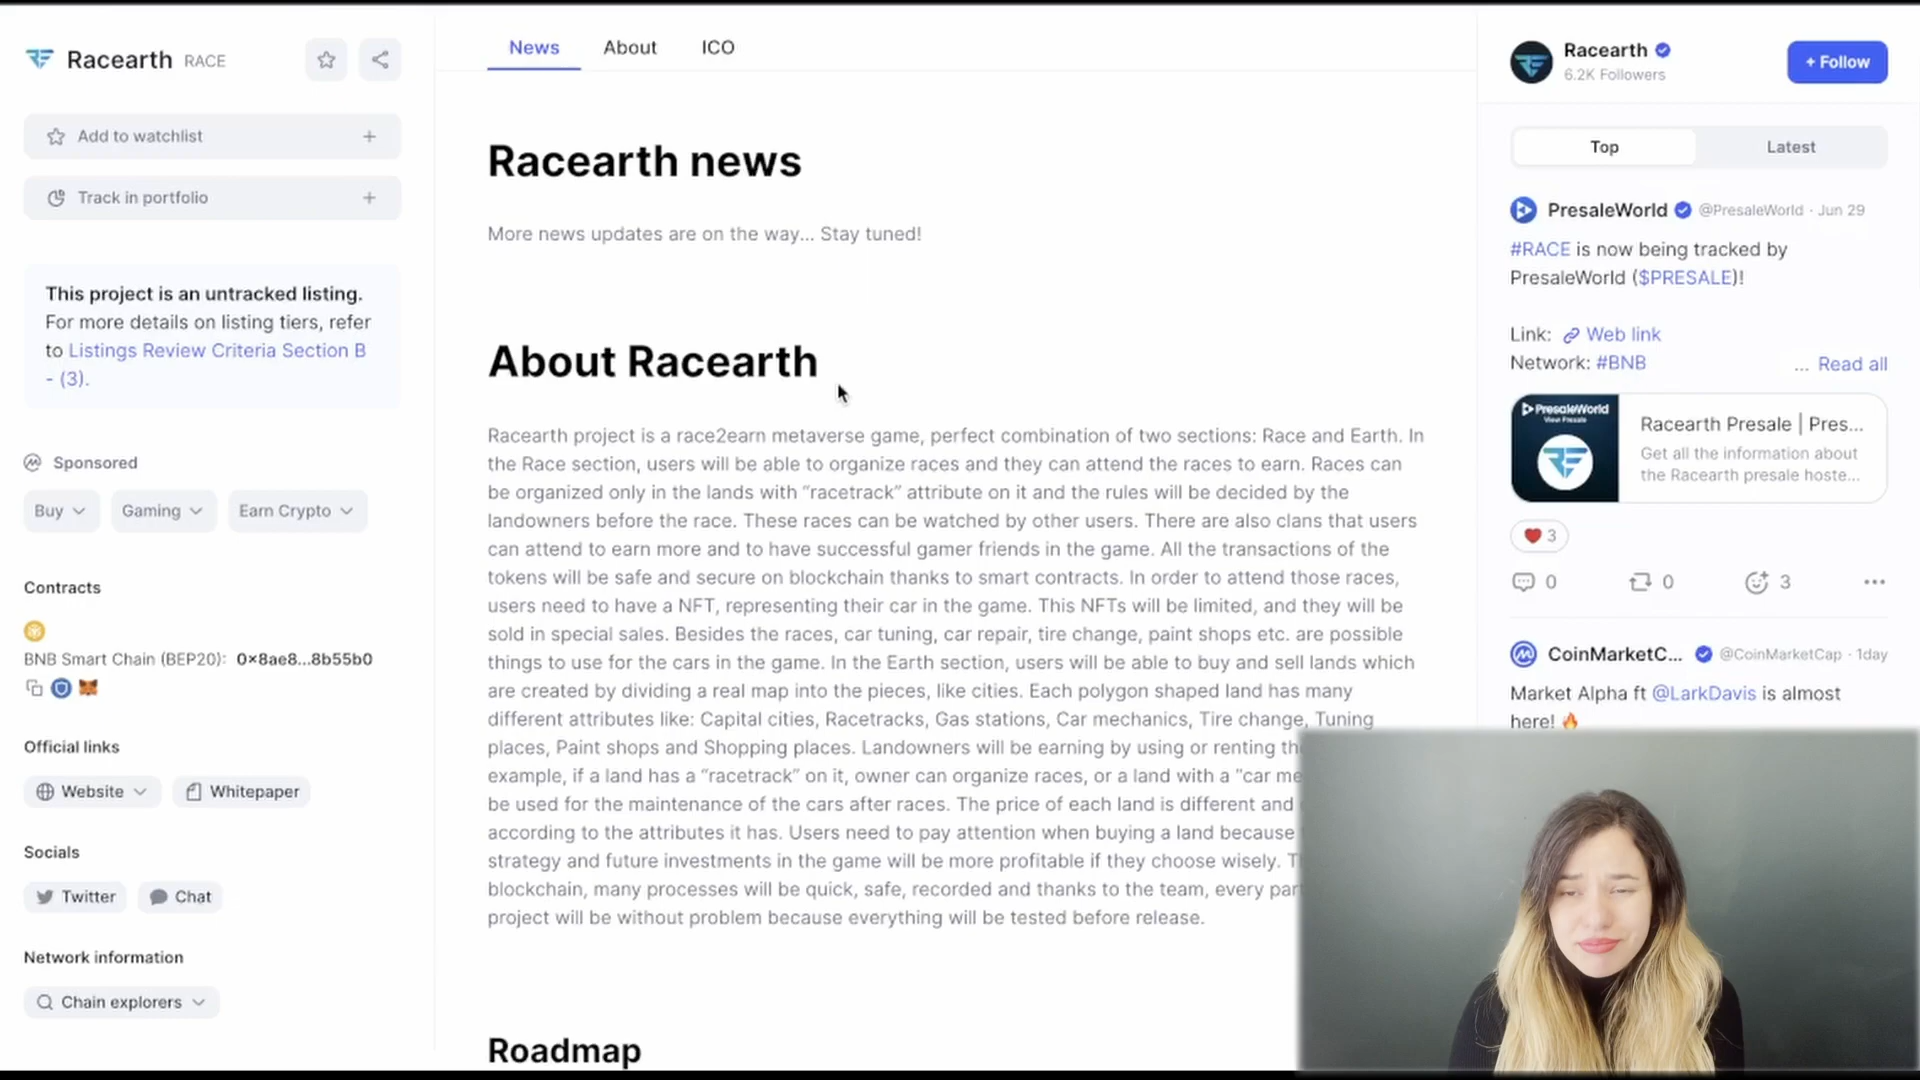 Racearth RACE
Add to watchlist
Track in portfolio
This project is an untracked listing.
For more details on listing tiers, refer
to Listings Review Criteria Section B
- (3).
Sponsored
Buy
Gaming
Earn Crypto
Contracts
BNB Smart Chain (BEP20): 0x8ae8...8b55b0
Official links
Website
Whitepaper
Socials
Twitter
Chat
Network information
Chain explorers
News
About
ICO
Racearth news
More news updates are on the way... Stay tuned!
About Racearth
Racearth project is a race2earn metaverse game, perfect combination of two sections: Race and Earth. In
the Race section, users will be able to organize races and they can attend the races to earn. Races can
be organized only in the lands with “racetrack” attribute on it and the rules will be decided by the
landowners before the race. These races can be watched by other users. There are also clans that users
can attend to earn more and to have successful gamer friends in the game. All the transactions of the
tokens will be safe and secure on blockchain thanks to smart contracts. In order to attend those races,
users need to have a NFT, representing their car in the game. This NFTs will be limited, and they will be
sold in special sales. Besides the races, car tuning, car repair, tire change, paint shops etc. are possible
things to use for the cars in the game. In the Earth section, users will be able to buy and sell lands which
are created by dividing a real map into the pieces, like cities. Each polygon shaped land has many
different attributes like: Capital cities, Racetracks, Gas stations, Car mechanics, Tire change, Tuning
places, Paint shops and Shopping places. Landowners will be earning by using or renting
example, if a land has a “racetrack” on it, owner can organize races, or a land with a “car
be used for the maintenance of the cars after races. The price of each land is different and
according to the attributes it has. Users need to pay attention when buying a land because
strategy and future investments in the game will be more profitable if they choose wisely.
blockchain, many processes will be quick, safe, recorded and thanks to the team, every
project will be without problem because everything will be tested before release.
Roadmap
Racearth
6.2K Followers
+ Follow
Top
Latest
PresaleWorld @PresaleWorld · Jun 29
#RACE is now being tracked by
PresaleWorld ($PRESALE)!
Link: Web link
Network: #BNB
... Read all
PresaleWorld
View Presale
Racearth Presale | Pres...
Get all the information about
the Racearth presale hoste...
3
0
0
3
CoinMarketC... @CoinMarketCap · 1day
Market Alpha ft @LarkDavis is almost
here!